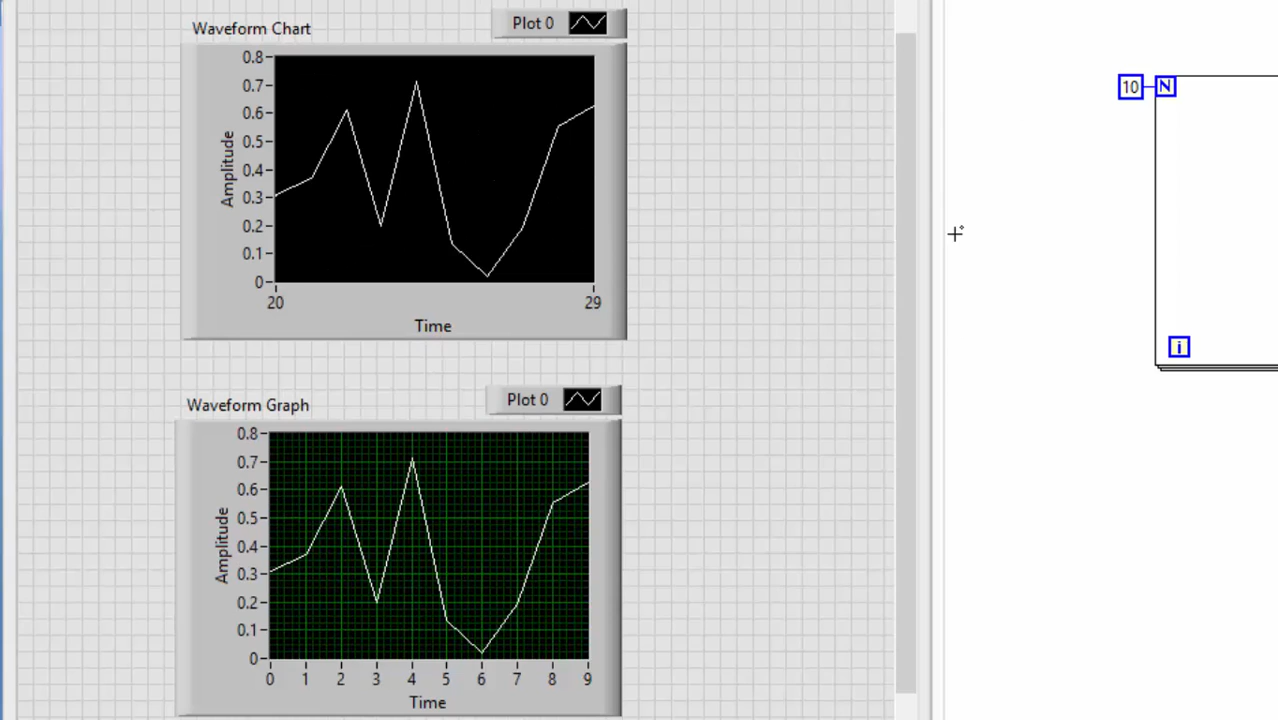 Waveform Chart
Plot 0
0.8
0.7
0.6
0.5
0.4
0.3
0.2
0.1
0
Amplitude
20
29
Time
Waveform Graph
Plot 0
0.8
0.7
0.6
0.5
0.4
0.3
0.2
0.1
0
Amplitude
0 1 2 3 4 5 6 7 8 9
Time
10
N
i